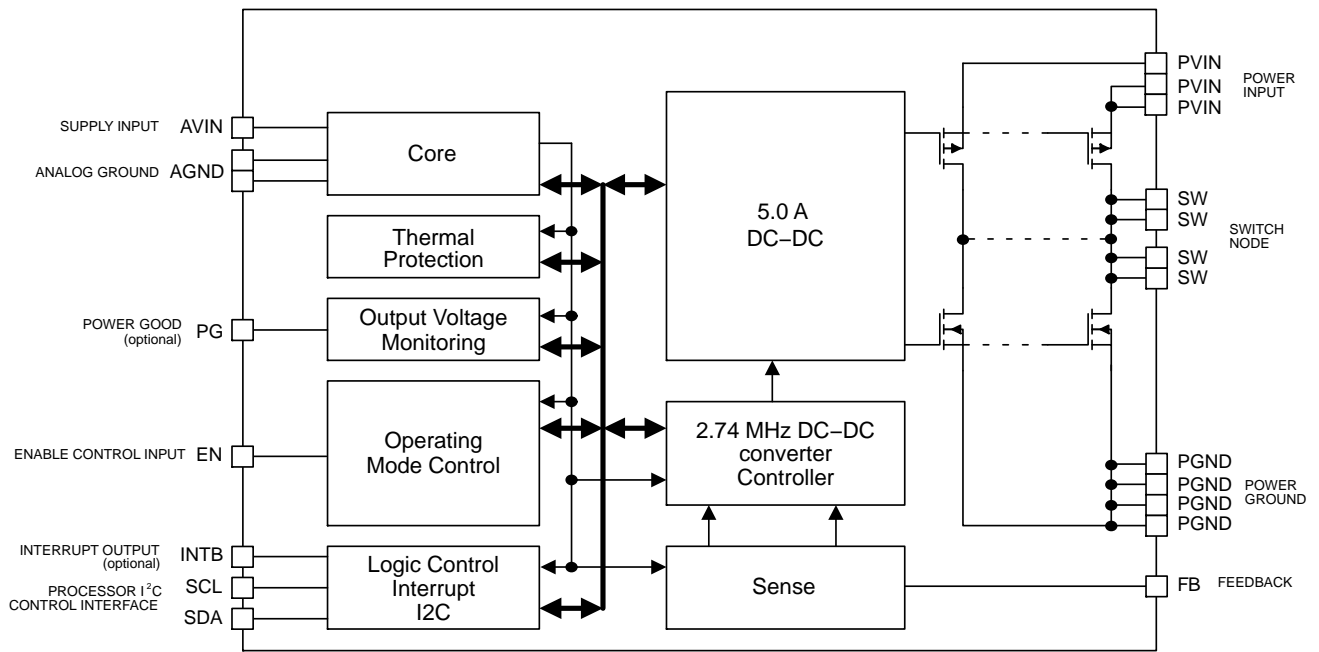 SUPPLY INPUT AVIN
ANALOG GROUND AGND
POWER GOOD
(optional)
PG
ENABLE CONTROL INPUT EN
INTERRUPT OUTPUT
(optional)
INTB
PROCESSOR I²C
CONTROL INTERFACE
SCL
SDA
Core
Thermal
Protection
Output Voltage
Monitoring
Operating
Mode Control
Logic Control
Interrupt
I2C
5.0 A
DC−DC
2.74 MHz DC−DC
converter
Controller
Sense
PVIN
PVIN
PVIN
POWER
INPUT
SW
SW
SW
SW
SWITCH
NODE
PGND
PGND
PGND
PGND
POWER
GROUND
FB FEEDBACK